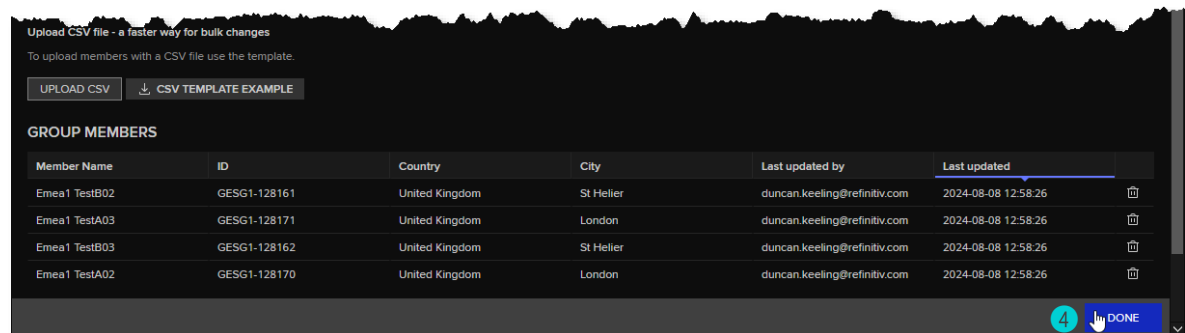 Upload CSV file - a faster way for bulk changes
To upload members with a CSV file use the template.
UPLOAD CSV CSV TEMPLATE EXAMPLE
GROUP MEMBERS
Member Name ID Country City Last updated by Last updated
Emea1 TestB02 GESG1-128161 United Kingdom St Helier duncan.keeling@refinitiv.com 2024-08-08 12:58:26
Emea1 TestA03 GESG1-128171 United Kingdom London duncan.keeling@refinitiv.com 2024-08-08 12:58:26
Emea1 TestB03 GESG1-128162 United Kingdom St Helier duncan.keeling@refinitiv.com 2024-08-08 12:58:26
Emea1 TestA02 GESG1-128170 United Kingdom London duncan.keeling@refinitiv.com 2024-08-08 12:58:26
4 DONE